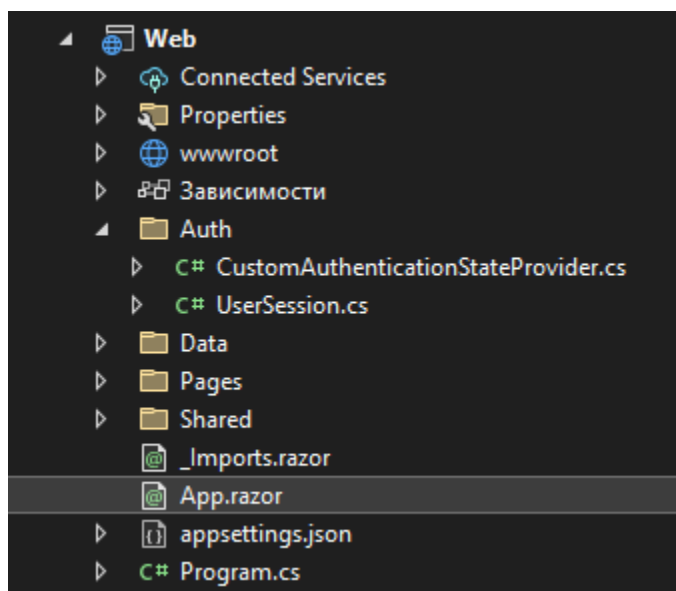 Web
Connected Services
Properties
wwwroot
Зависимости
Auth
C# CustomAuthenticationStateProvider.cs
C# UserSession.cs
Data
Pages
Shared
@ _Imports.razor
@ App.razor
{} appsettings.json
C# Program.cs